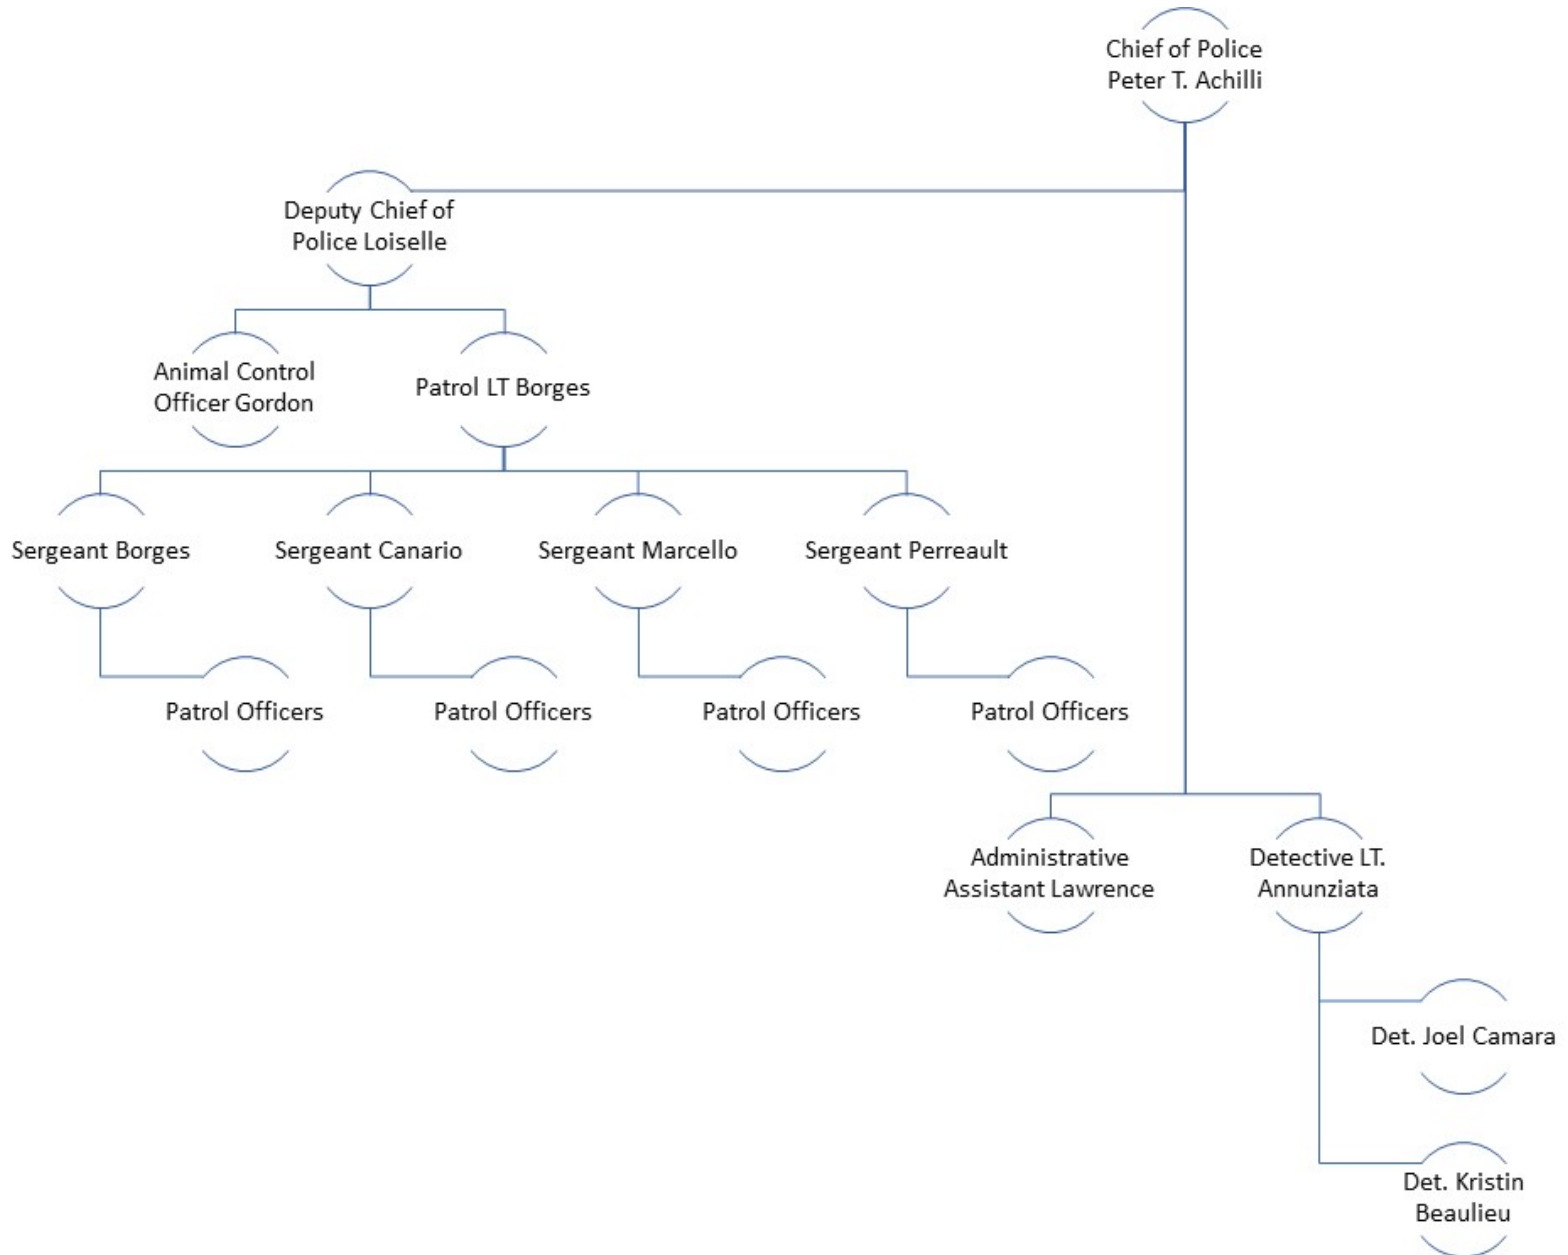 Chief of Police
Peter T. Achilli
Deputy Chief of
Police Loiselle
Animal Control
Officer Gordon
Patrol LT Borges
Sergeant Borges
Sergeant Canario
Sergeant Marcello
Sergeant Perreault
Patrol Officers
Patrol Officers
Patrol Officers
Patrol Officers
Administrative
Assistant Lawrence
Detective LT.
Annunziata
Det. Joel Camara
Det. Kristin
Beaulieu